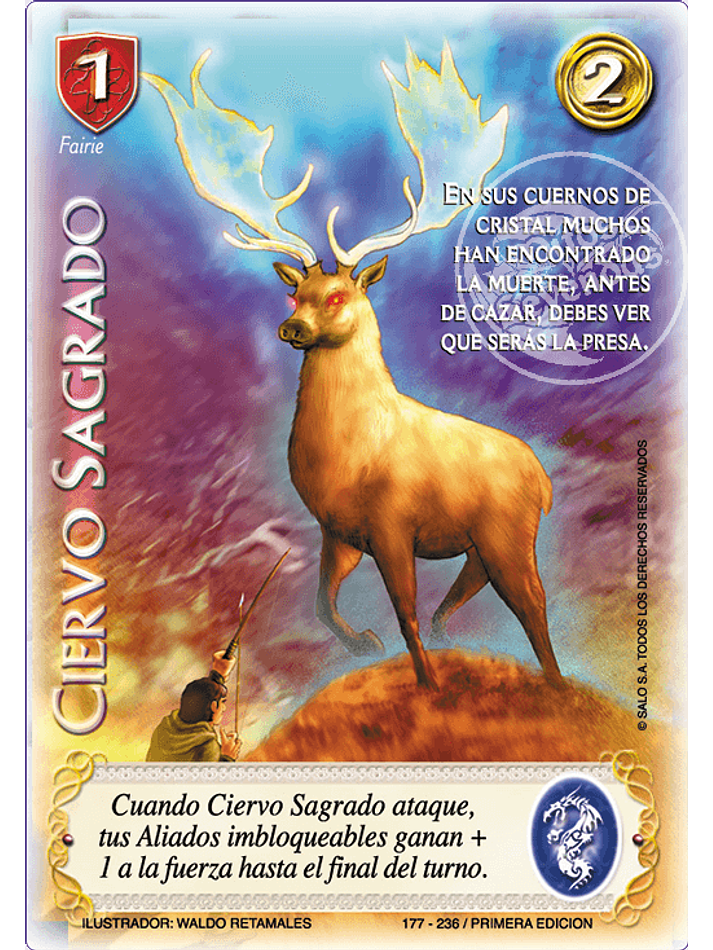 1
2
Fairie
CIERVO SAGRADO
EN SUS CUERNOS DE
CRISTAL MUCHOS
HAN ENCONTRADO
LA MUERTE, ANTES
DE CAZAR, DEBES VER
QUE SERÁS LA PRESA.
© SALO S.A. TODOS LOS DERECHOS RESERVADOS
Cuando Ciervo Sagrado ataque,
tus Aliados imbloqueables ganan +
1 a la fuerza hasta el final del turno.
ILUSTRADOR: WALDO RETAMALES
177 - 236 / PRIMERA EDICION